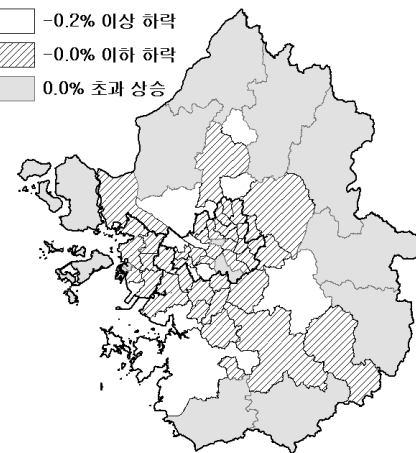 -0.2% 이상 하락
-0.0% 이하 하락
0.0% 초과 상승